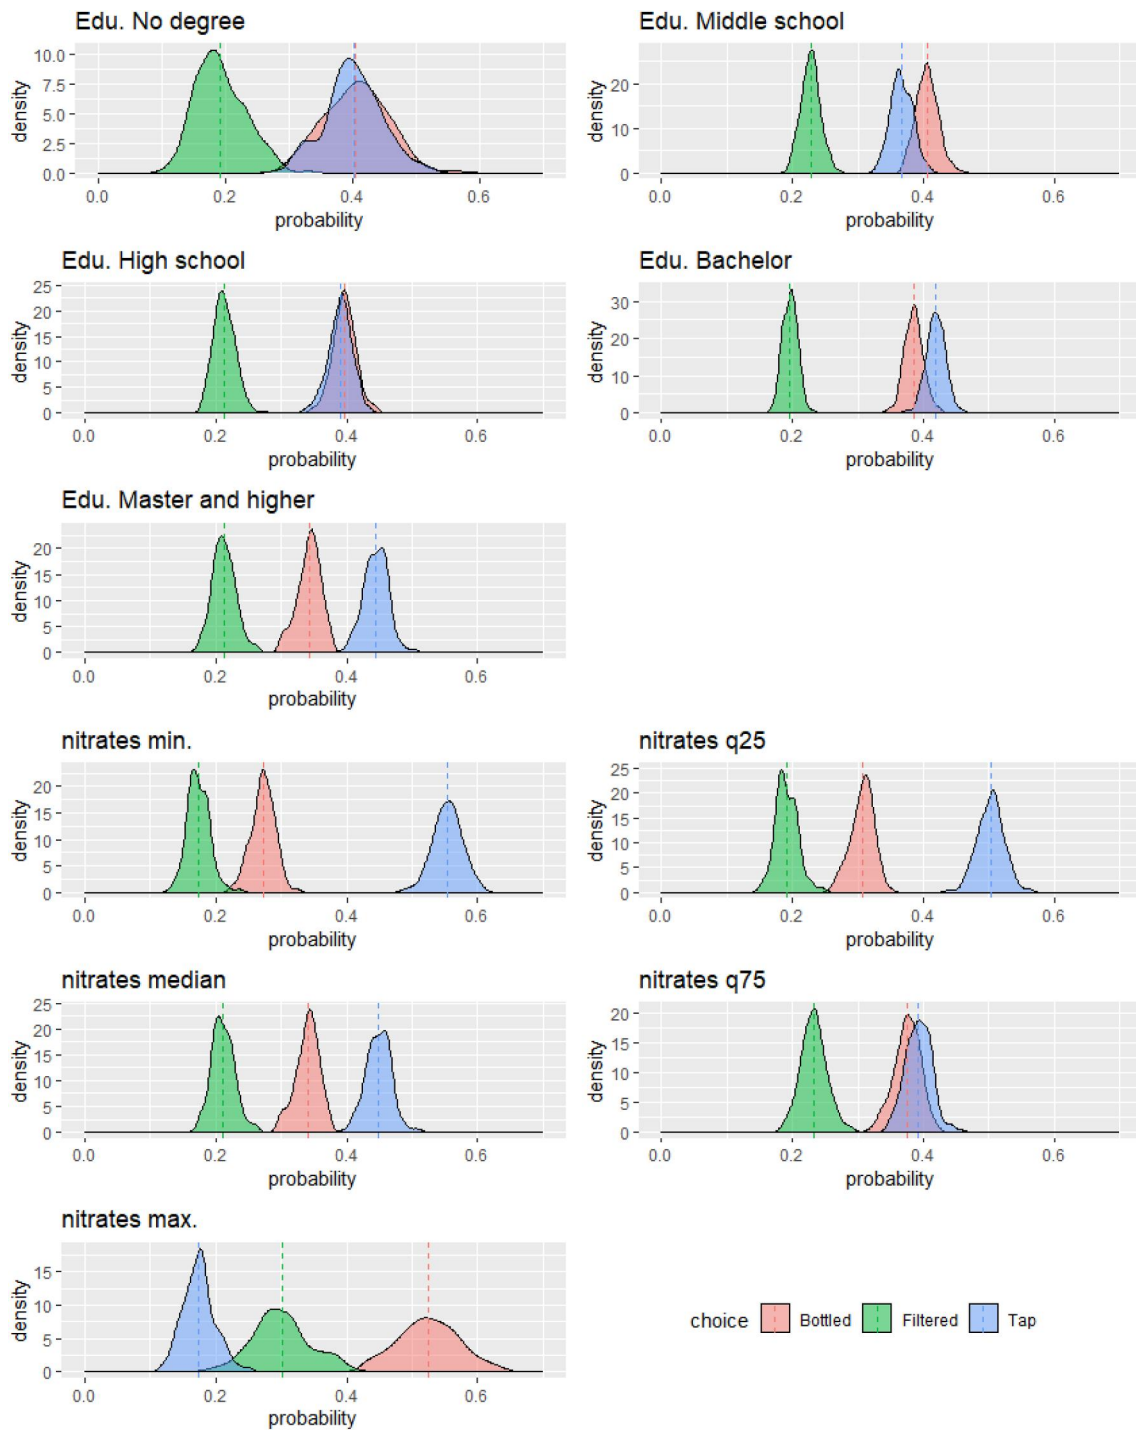 Edu. No degree
density
10.0
7.5
5.0
2.5
0.0
0.0 0.2 0.4 0.6
probability
Edu. Middle school
density
20
10
0
0.0 0.2 0.4 0.6
probability
Edu. High school
density
25
20
15
10
5
0
0.0 0.2 0.4 0.6
probability
Edu. Bachelor
density
30
20
10
0
0.0 0.2 0.4 0.6
probability
Edu. Master and higher
density
20
15
10
5
0
0.0 0.2 0.4 0.6
probability
nitrates min.
density
20
15
10
5
0
0.0 0.2 0.4 0.6
probability
nitrates q25
density
25
20
15
10
5
0
0.0 0.2 0.4 0.6
probability
nitrates median
density
25
20
15
10
5
0
0.0 0.2 0.4 0.6
probability
nitrates q75
density
20
15
10
5
0
0.0 0.2 0.4 0.6
probability
nitrates max.
density
15
10
5
0
0.0 0.2 0.4 0.6
probability
choice Bottled Filtered Tap